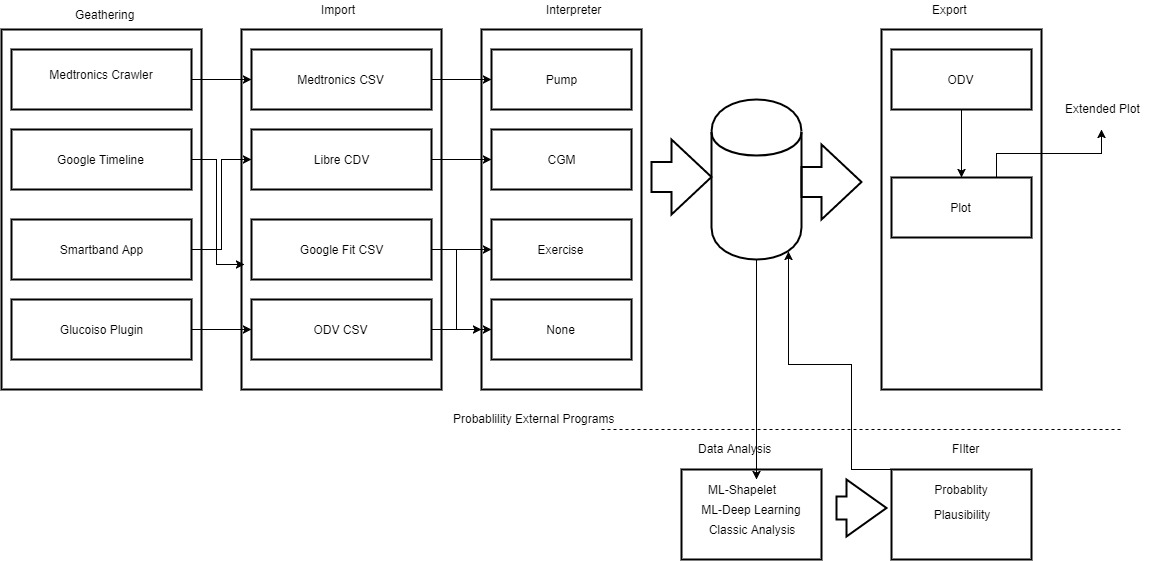 Geathering
Import
Interpreter
Export
Medtronics Crawler
Medtronics CSV
Pump
ODV
Extended Plot
Google Timeline
Libre CDV
CGM
Plot
Smartband App
Google Fit CSV
Exercise
Glucoiso Plugin
ODV CSV
None
Probablility External Programs
Data Analysis
FIlter
ML-Shapelet
ML-Deep Learning
Classic Analysis
Probablity
Plausibility